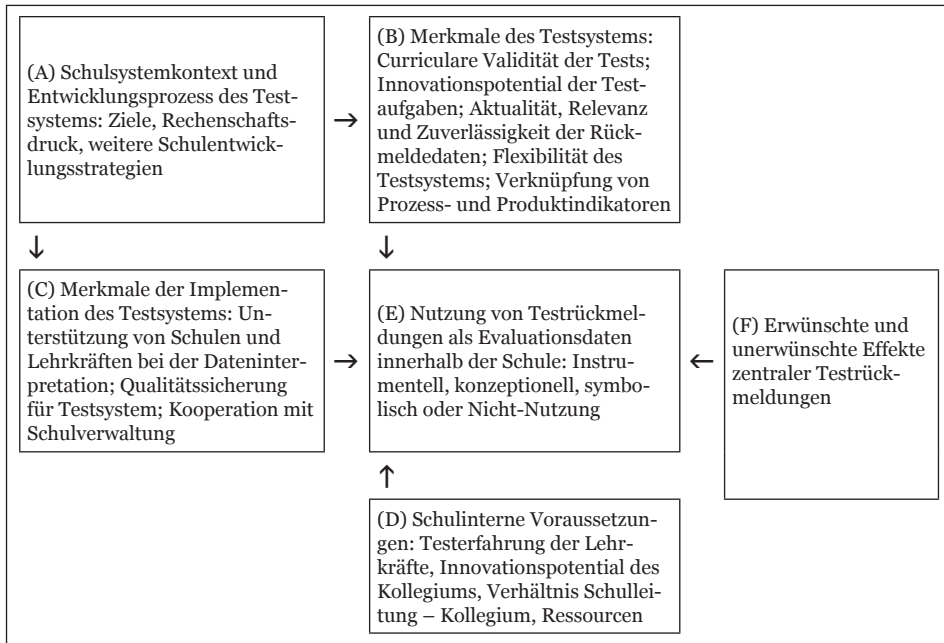 (A) Schulsystemkontext und
Entwicklungsprozess des Test-
systems: Ziele, Rechenschafts-
druck, weitere Schulentwick-
lungsstrategien
→
(B) Merkmale des Testsystems:
Curriculare Validität der Tests;
Innovationspotential der Test-
aufgaben; Aktualität, Relevanz
und Zuverlässigkeit der Rück-
meldedaten; Flexibilität des
Testsystems; Verknüpfung von
Prozess- und Produktindikatoren
↓
↓
(C) Merkmale der Implemen-
tation des Testsystems: Un-
terstützung von Schulen und
Lehrkräften bei der Dateninter-
pretation; Qualitätssicherung
für Testsystem; Kooperation mit
Schulverwaltung
→
(E) Nutzung von Testrückmel-
dungen als Evaluationsdaten
innerhalb der Schule: Instru-
mentell, konzeptionell, symbo-
lisch oder Nicht-Nutzung
←
(F) Erwünschte und
unerwünschte Effekte
zentraler Testrück-
meldungen
↑
(D) Schulinterne Voraussetzun-
gen: Testerfahrung der Lehr-
kräfte, Innovationspotential des
Kollegiums, Verhältnis Schullei-
tung – Kollegium, Ressourcen